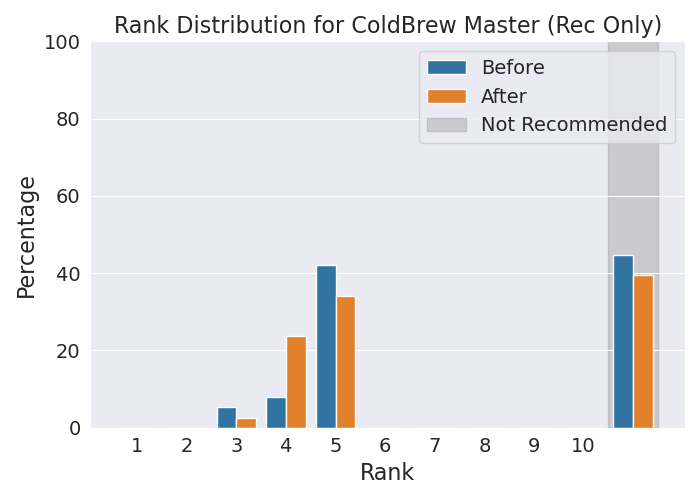 Rank Distribution for ColdBrew Master (Rec Only)
100
80
60
40
20
0
Percentage
Before
After
Not Recommended
1 2 3 4 5 6 7 8 9 10
Rank